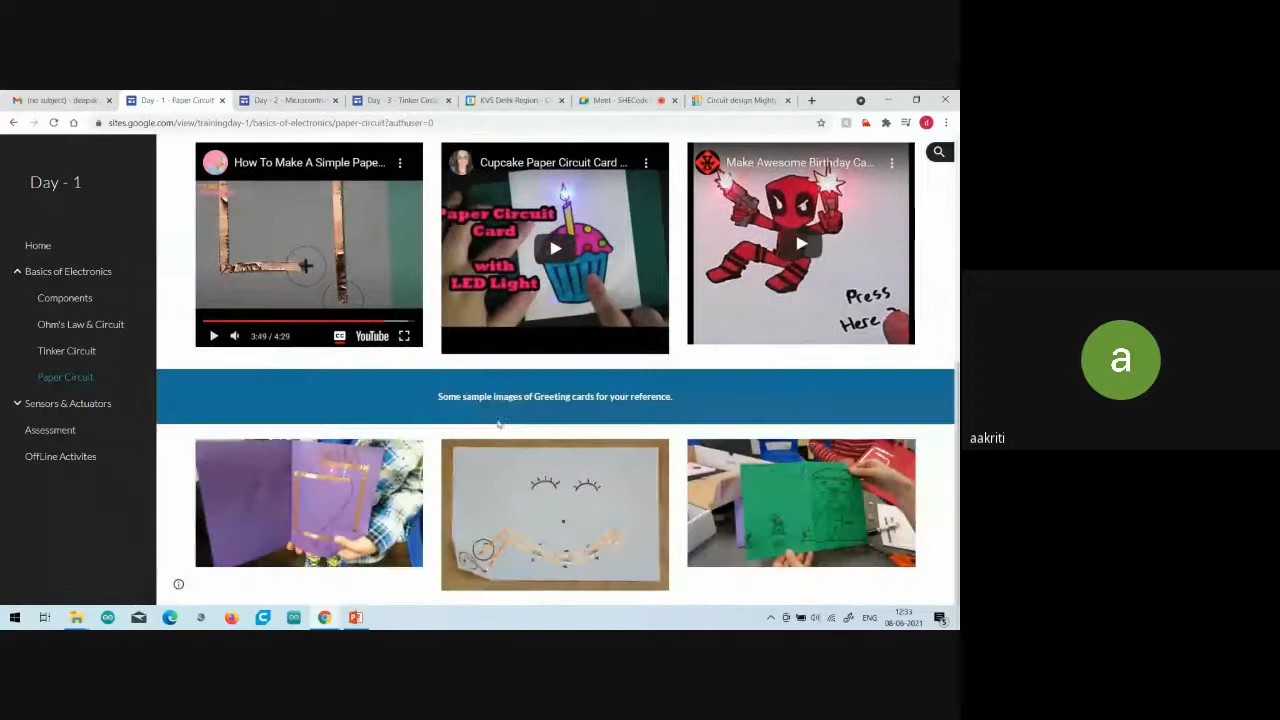 (no subject) - deepak
Day - 1 - Paper Circuit
Day - 2 - Microcontr
Day - 3 - Tinker Circ
KVS Delhi Region - C
Meet - SHECode
Circuit design Might
sites.google.com/view/trainingday-1/basics-of-electronics/paper-circuit?authuser=0
d
Day - 1
Home
Basics of Electronics
Components
Ohm's Law & Circuit
Tinker Circuit
Paper Circuit
Sensors & Actuators
Assessment
OffLine Activites
How To Make A Simple Pape...
3:49 / 4:29
CC
YouTube
Cupcake Paper Circuit Card ...
Paper Circuit
Card
with
LED Light
Make Awesome Birthday Ca...
Press
Here
Some sample images of Greeting cards for your reference.
ENG
12:33
08-06-2021
a
aakriti